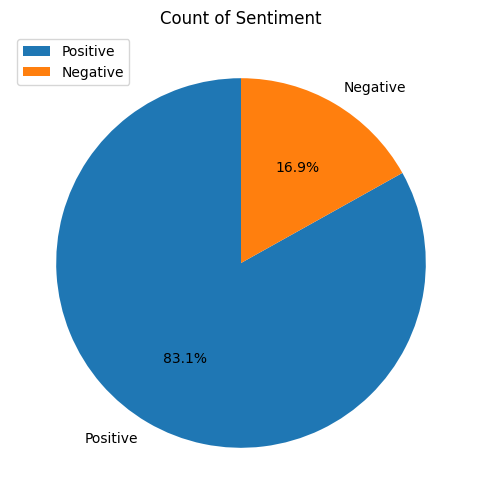 Count of Sentiment
Positive
Negative
Negative
16.9%
83.1%
Positive